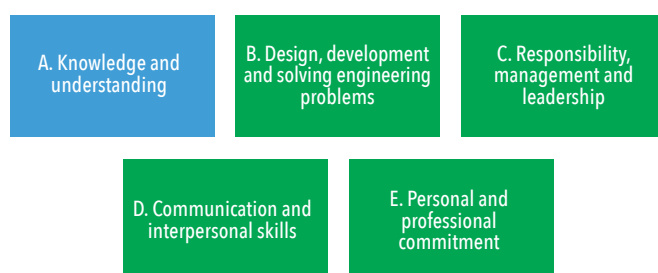 A. Knowledge and
understanding
B. Design, development
and solving engineering
problems
C. Responsibility,
management and
leadership
D. Communication and
interpersonal skills
E. Personal and
professional
commitment